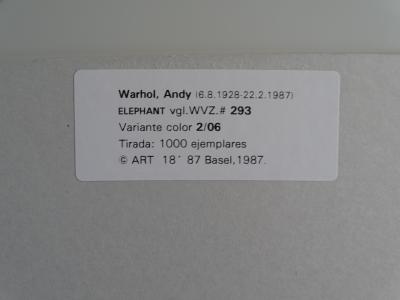 Warhol, Andy (6.8.1928-22.2.1987)
ELEPHANT vgl.WVZ.# 293
Variante color 2/06
Tirada: 1000 ejemplares
© ART 18´ 87 Basel,1987.